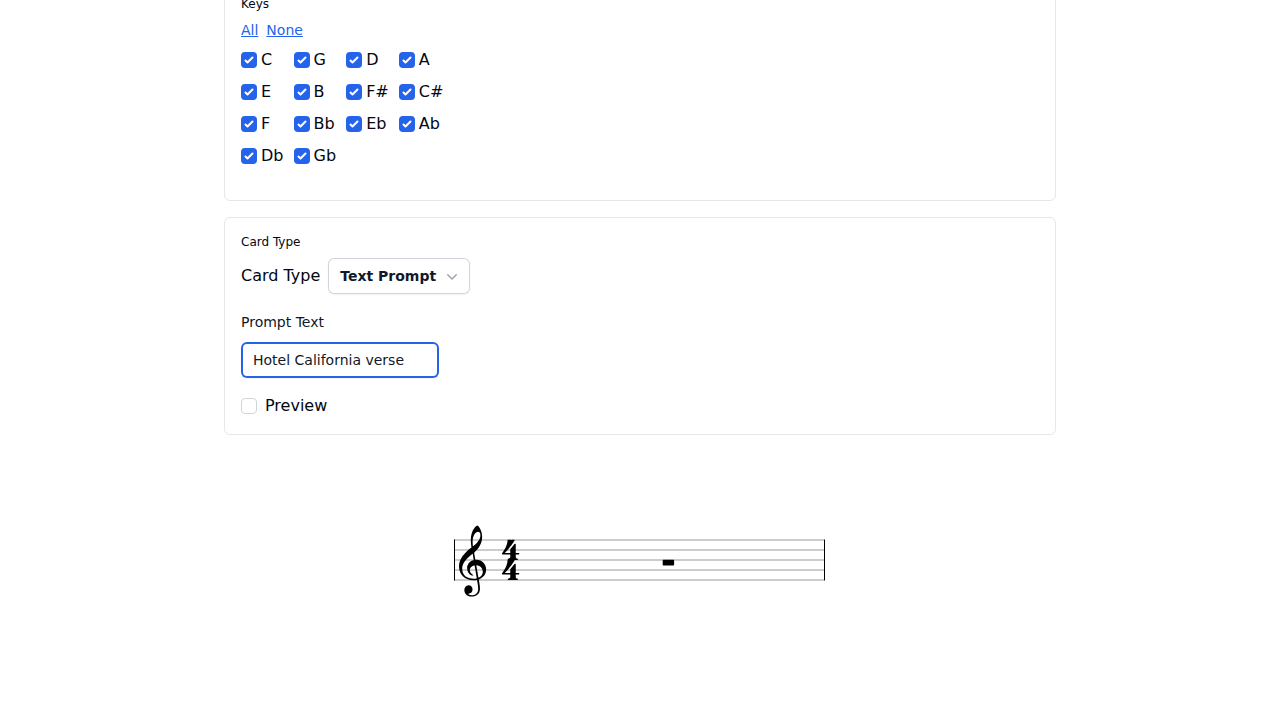 Keys
All None
C G D A
E B F# C#
F Bb Eb Ab
Db Gb
Card Type
Card Type Text Prompt
Prompt Text
Hotel California verse
Preview
4
4